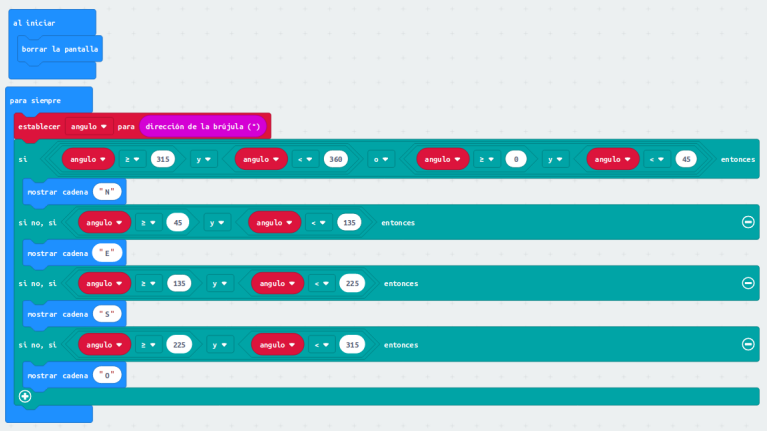 al iniciar
borrar la pantalla
para siempre
establecer angulo para dirección de la brújula (°)
si angulo ≥ 315 y angulo < 360 o angulo ≥ 0 y angulo < 45 entonces
mostrar cadena "N"
si no, si angulo ≥ 45 y angulo < 135 entonces
mostrar cadena "E"
si no, si angulo ≥ 135 y angulo < 225 entonces
mostrar cadena "S"
si no, si angulo ≥ 225 y angulo < 315 entonces
mostrar cadena "O"